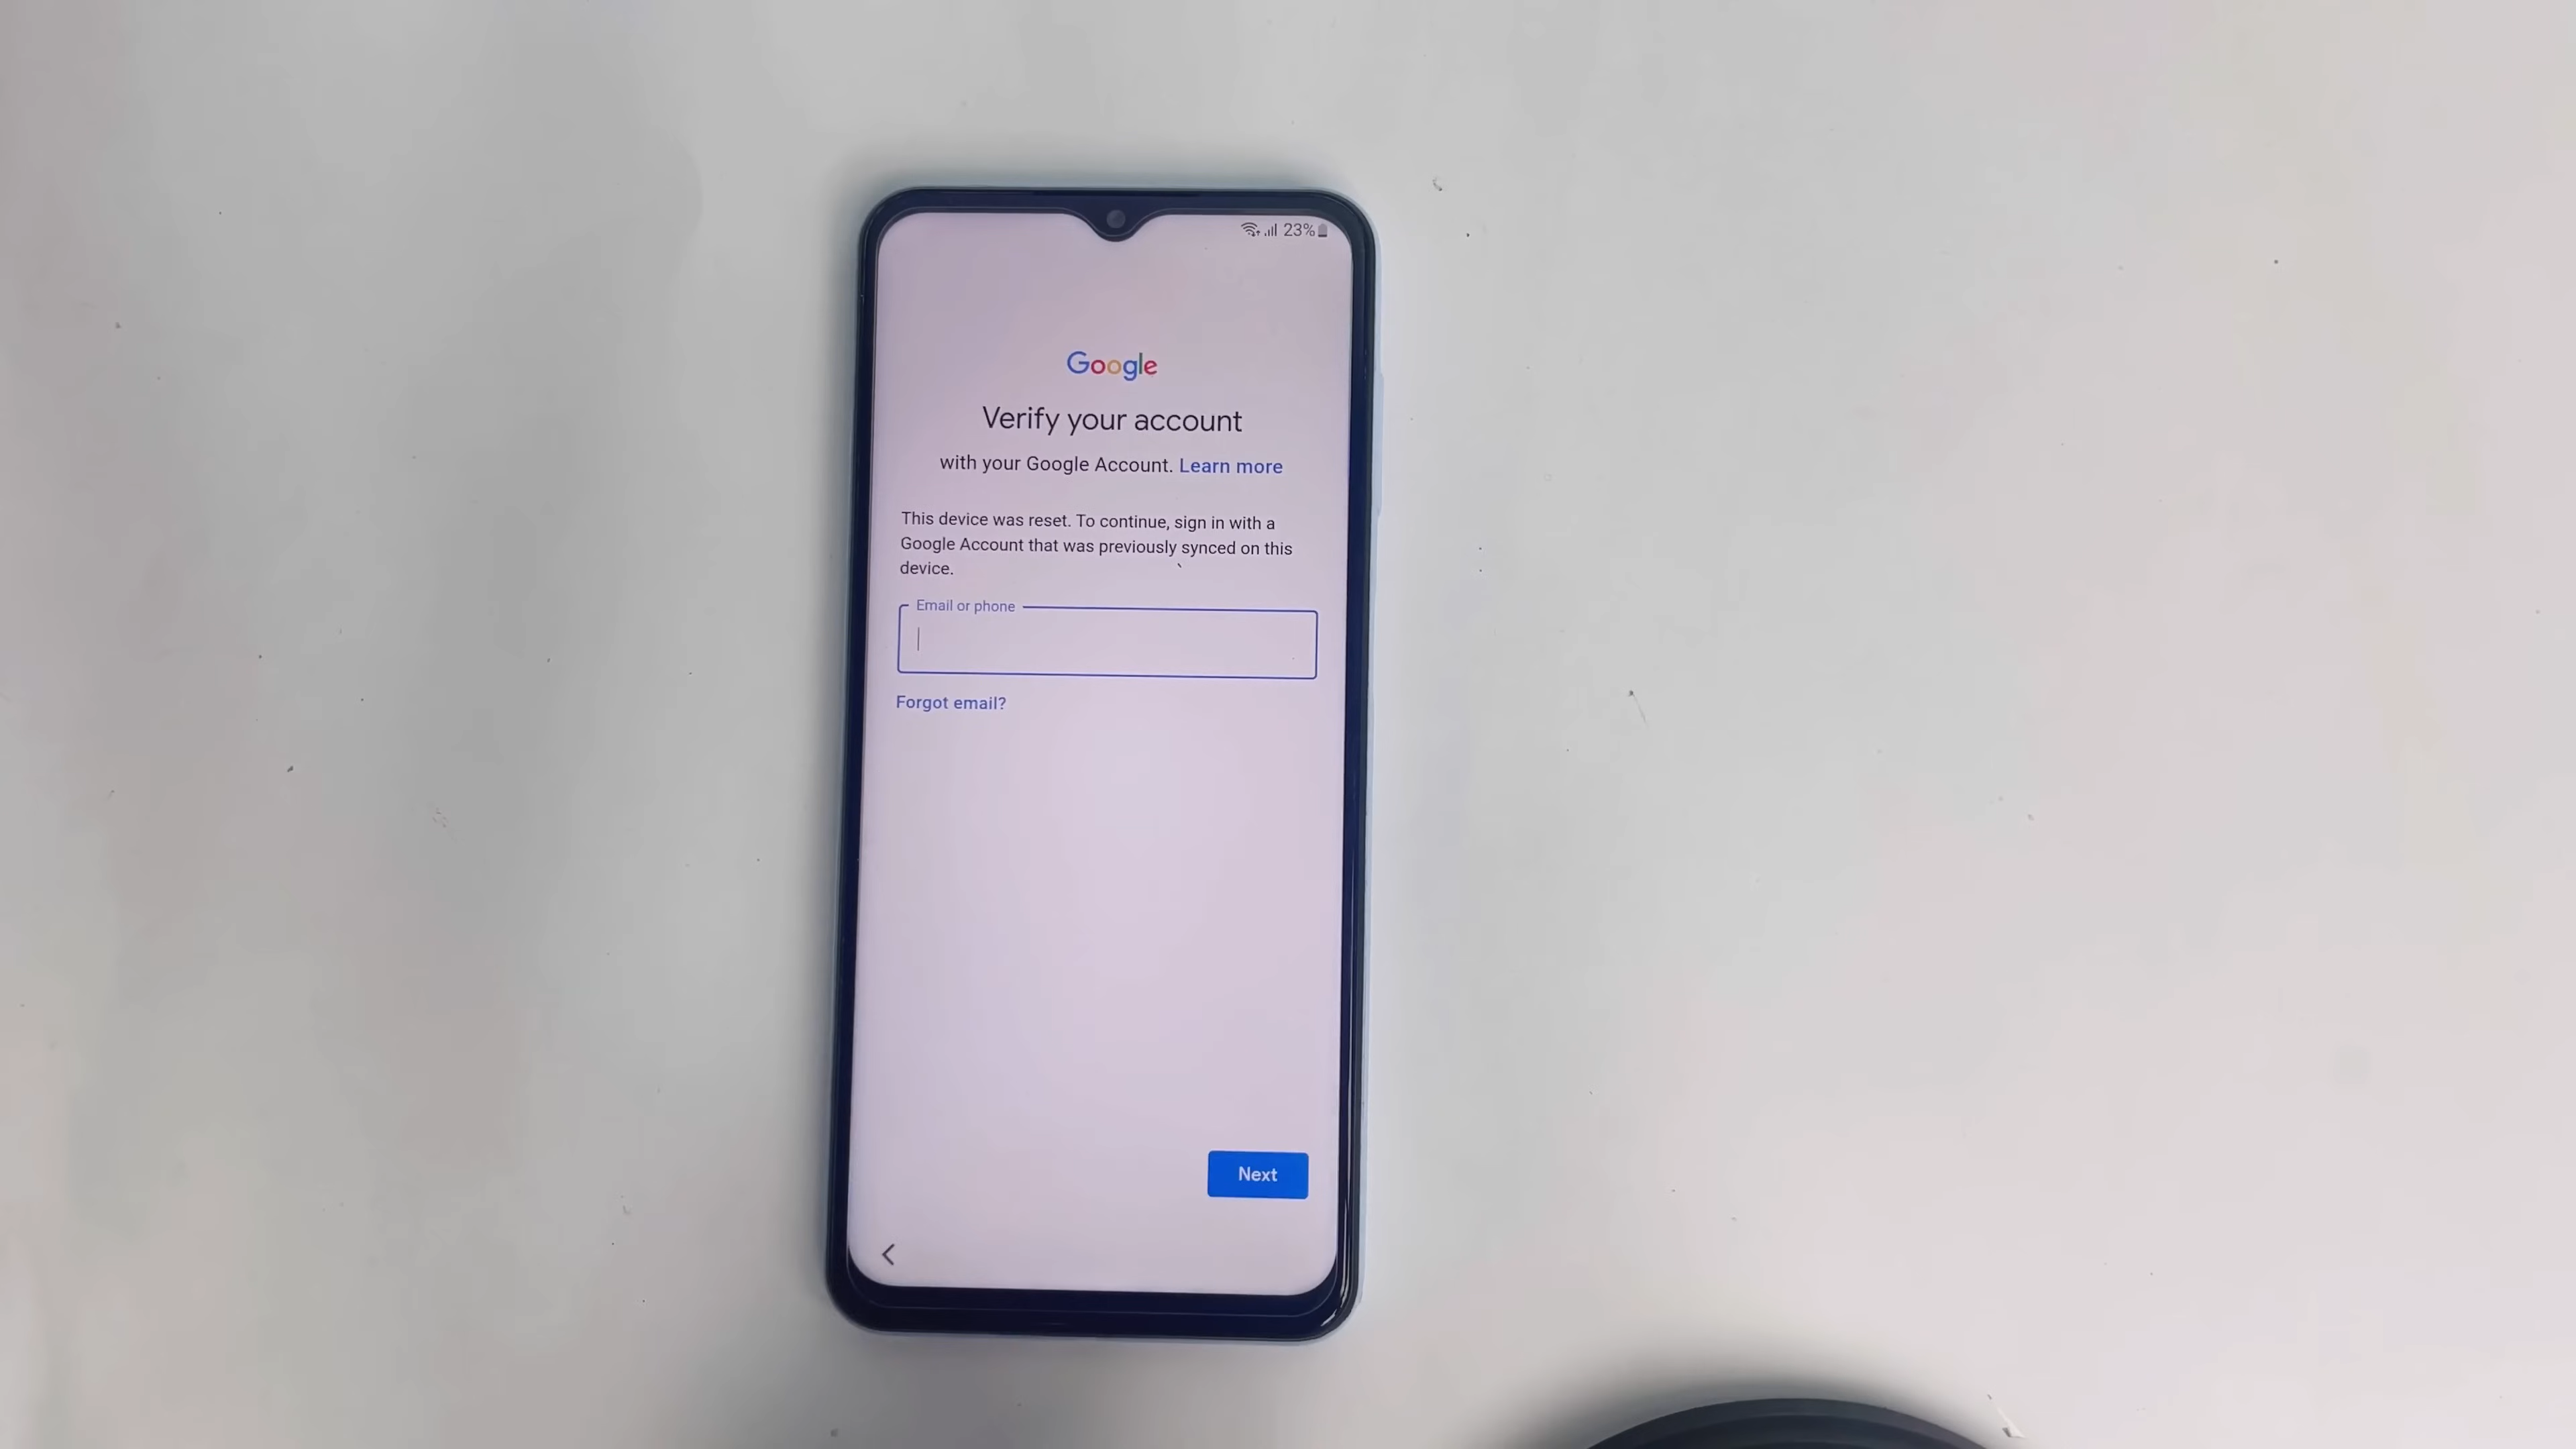 23%
Google
Verify your account
with your Google Account. Learn more
This device was reset. To continue, sign in with a
Google Account that was previously synced on this
device.
Email or phone
Forgot email?
Next